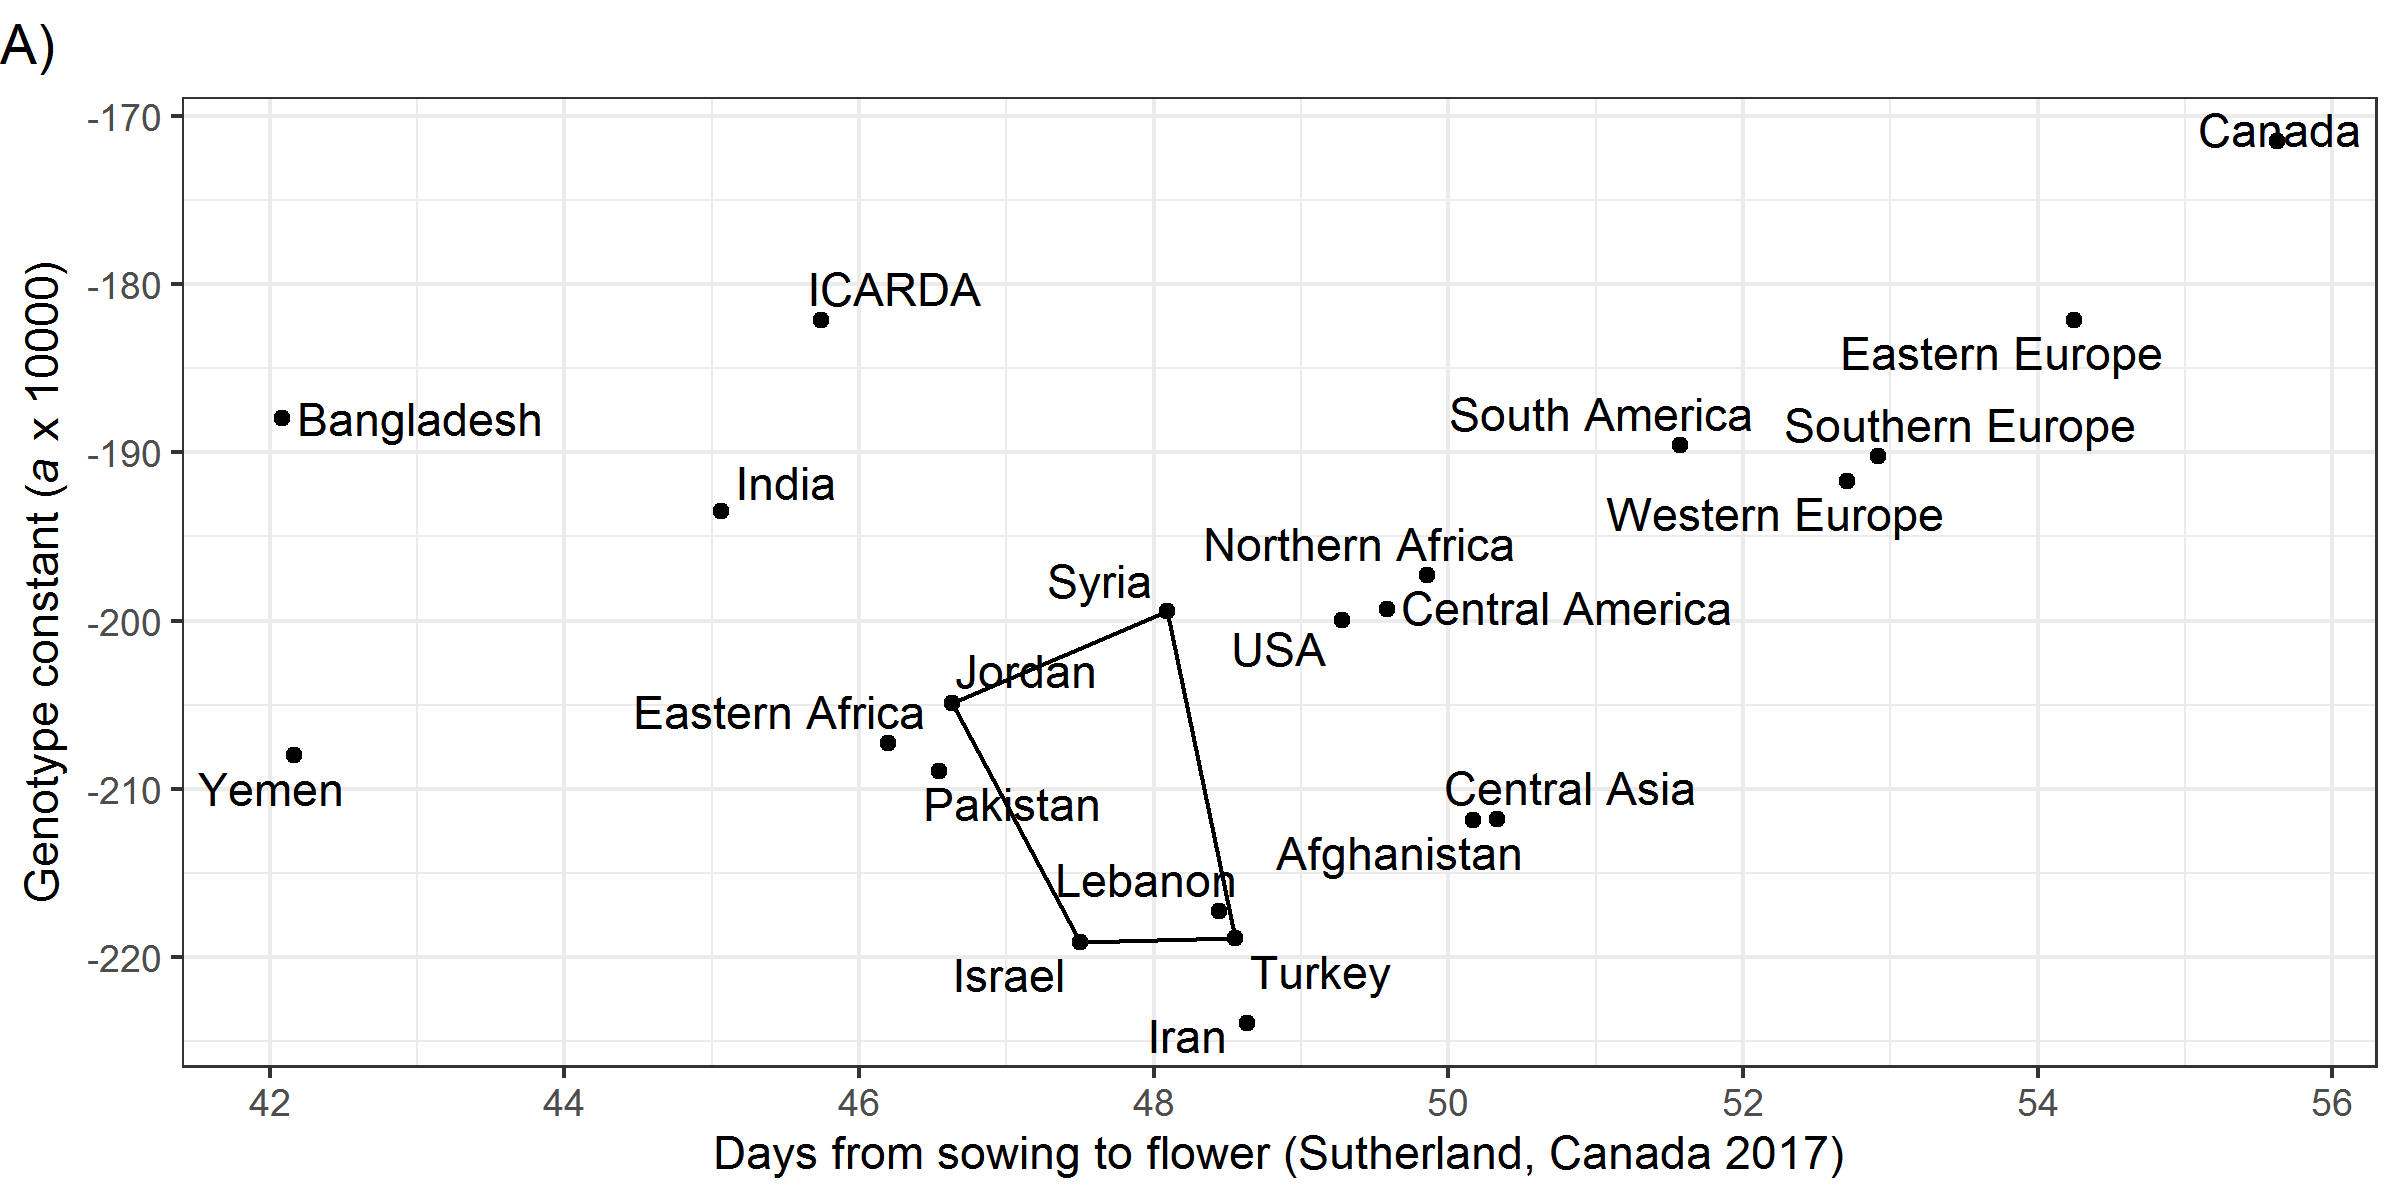 A)
-170
Canada
ICARDA
-180
Eastern Europe
Bangladesh
South America
Southern Europe
-190
India
Western Europe
Northern Africa
Syria
Central America
-200
USA
Jordan
Eastern Africa
Yemen
-210
Pakistan
Central Asia
Afghanistan
Lebanon
-220
Israel
Turkey
Iran
Genotype constant (a x 10000)
42 44 46 48 50 52 54 56
Days from sowing to flower (Sutherland, Canada 2017)